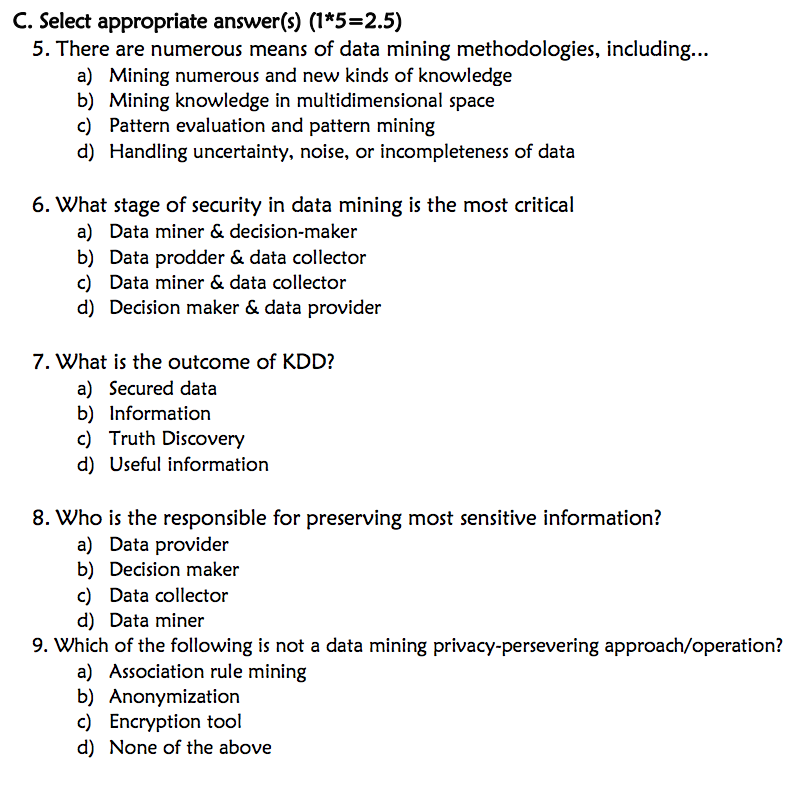 C. Select appropriate answer(s) (1*5=2.5)
5. There are numerous means of data mining methodologies, including...
a) Mining numerous and new kinds of knowledge
b) Mining knowledge in multidimensional space
c) Pattern evaluation and pattern mining
d) Handling uncertainty, noise, or incompleteness of data
6. What stage of security in data mining is the most critical
a) Data miner & decision-maker
b) Data prodder & data collector
c) Data miner & data collector
d) Decision maker & data provider
7. What is the outcome of KDD?
a) Secured data
b) Information
c) Truth Discovery
d) Useful information
8. Who is the responsible for preserving most sensitive information?
a) Data provider
b) Decision maker
c) Data collector
d) Data miner
9. Which of the following is not a data mining privacy-persevering approach/operation?
a) Association rule mining
b) Anonymization
c) Encryption tool
d) None of the above